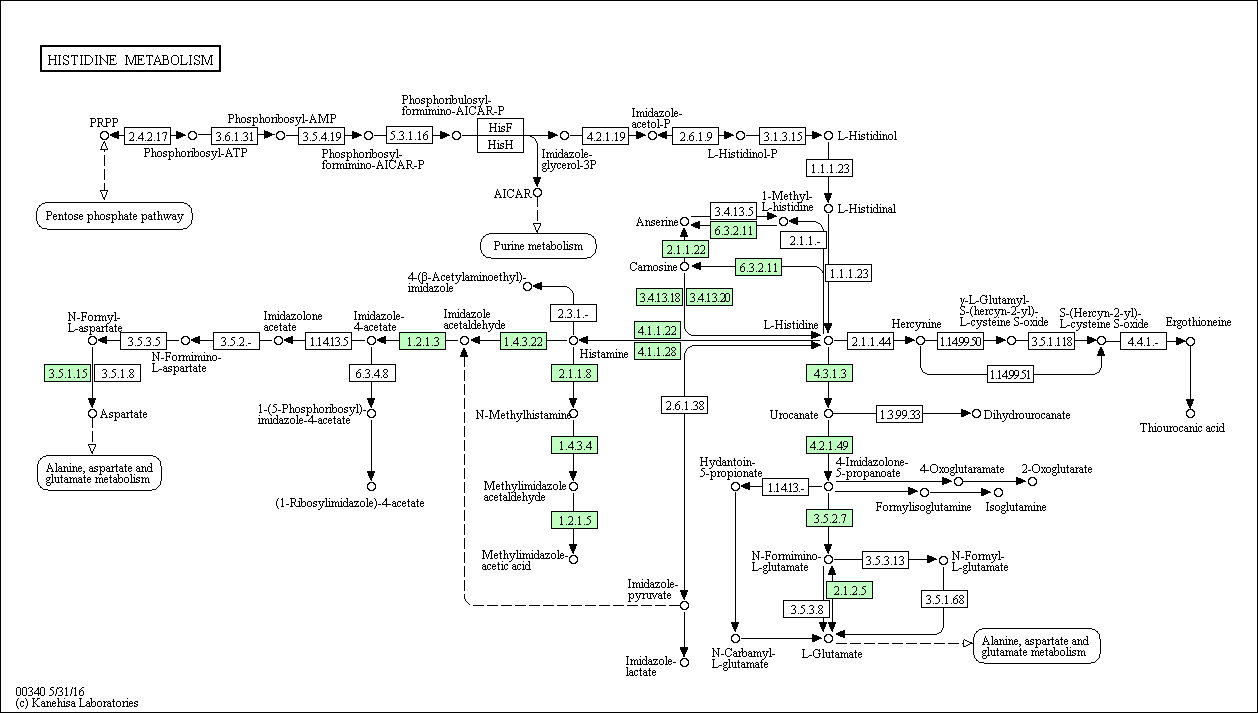 HISTIDINE METABOLISM
PRPP
2.4.2.17
Phosphoribosyl-ATP
3.6.1.31
Phosphoribosyl-AMP
3.5.4.19
Phosphoribosyl-
formimino-AICAR-P
5.3.1.16
Phosphoribulosyl-
formimino-AICAR-P
HisF
HisH
Imidazole-
glycerol-3P
4.2.1.19
Imidazole-
acetol-P
2.6.1.9
L-Histidinol-P
3.1.3.15
L-Histidinol
1.1.1.23
L-Histidinal
AICAR
Pentose phosphate pathway
Purine metabolism
1-Methyl-
L-histidine
3.4.13.5
Anserine
6.3.2.11
2.1.1.-
2.1.1.22
Carnosine
6.3.2.11
1.1.1.23
3.4.13.18
3.4.13.20
4-(β-Acetylaminoethyl)-
imidazole
2.3.1.-
N-Formyl-
L-aspartate
3.5.3.5
N-Formimino-
L-aspartate
3.5.2.-
Imidazolone
acetate
1.14.13.5
Imidazole-
4-acetate
1.2.1.3
Imidazole
acetaldehyde
1.4.3.22
Histamine
4.1.1.22
4.1.1.28
L-Histidine
2.1.1.44
Hercynine
1.14.99.50
γ-L-Glutamyl-
S-(hercyn-2-yl)-
L-cysteine S-oxide
3.5.1.118
S-(Hercyn-2-yl)-
L-cysteine S-oxide
4.4.1.-
Ergothioneine
1.14.99.51
3.5.1.15
3.5.1.8
6.3.4.8
2.1.1.8
4.3.1.3
2.6.1.38
Aspartate
1-(5-Phosphoribosyl)-
imidazole-4-acetate
N-Methylhistamine
Urocanate
1.3.99.33
Dihydrourocanate
Thiourocanic acid
1.4.3.4
4.2.1.49
Alanine, aspartate and
glutamate metabolism
Hydantoin-
5-propionate
1.14.13.-
4-Imidazolone-
5-propanoate
4-Oxoglutaramate
2-Oxoglutarate
Formylisoglutamine
Isoglutamine
(1-Ribosylimidazole)-4-acetate
Methylimidazole
acetaldehyde
1.2.1.5
3.5.2.7
Methylimidazole-
acetic acid
N-Formimino-
L-glutamate
3.5.3.13
N-Formyl-
L-glutamate
2.1.2.5
3.5.3.8
3.5.1.68
Imidazole-
pyruvate
Imidazole-
lactate
N-Carbamyl-
L-glutamate
L-Glutamate
Alanine, aspartate and
glutamate metabolism
00340 5/31/16
(c) Kanehisa Laboratories